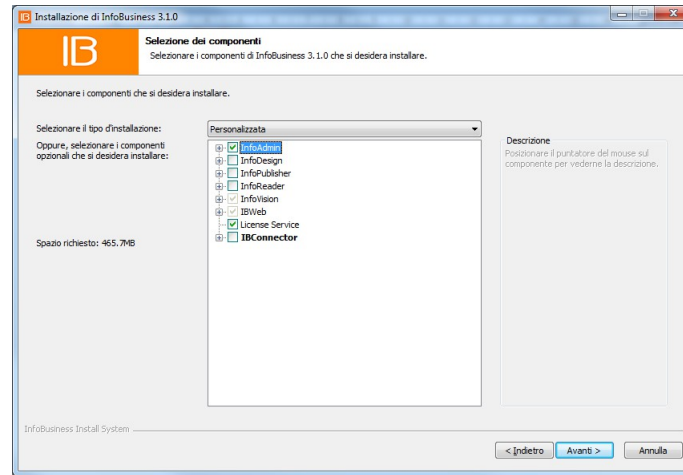 IB Installazione di InfoBusiness 3.1.0
IB
Selezione dei componenti
Selezionare i componenti di InfoBusiness 3.1.0 che si desidera installare.
Selezionare i componenti che si desidera installare.
Selezionare il tipo d'installazione:
Personalizzata
Oppure, selezionare i componenti
opzionali che si desidera installare:
InfoAdmin
InfoDesign
InfoPublisher
InfoReader
InfoVision
IBWeb
License Service
IBConnector
Spazio richiesto: 465.7MB
Descrizione
Posizionare il puntatore del mouse sul
componente per vederne la descrizione.
InfoBusiness Install System
< Indietro
Avanti >
Annulla